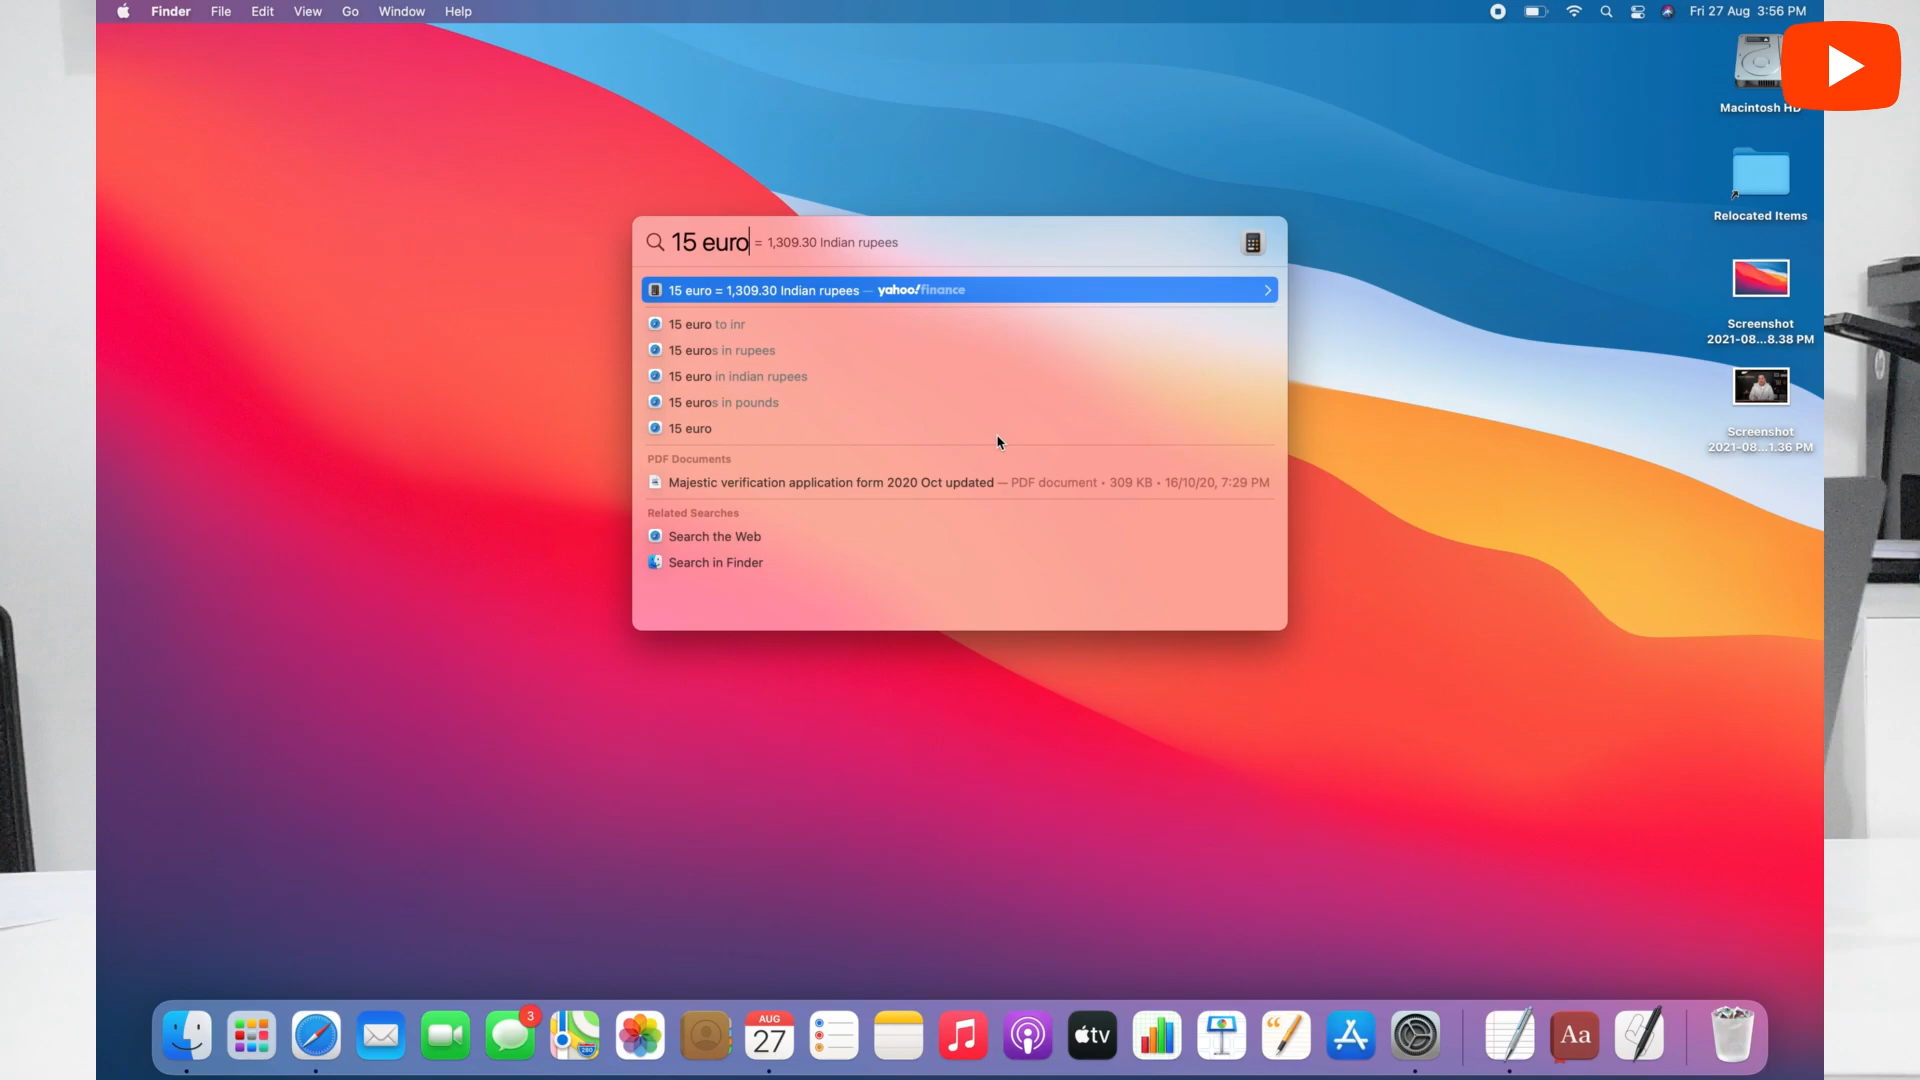 Finder File Edit View Go Window Help
Fri 27 Aug 3:56 PM
Macintosh HD
Relocated Items
Screenshot
2021-08...8.38 PM
Screenshot
2021-08...1.36 PM
15 euro = 1,309.30 Indian rupees
15 euro = 1,309.30 Indian rupees — yahoo!finance
15 euro to inr
15 euros in rupees
15 euro in indian rupees
15 euros in pounds
15 euro
PDF Documents
Majestic verification application form 2020 Oct updated — PDF document • 309 KB • 16/10/20, 7:29 PM
Related Searches
Search the Web
Search in Finder
3
280
AUG
27
tv
Aa